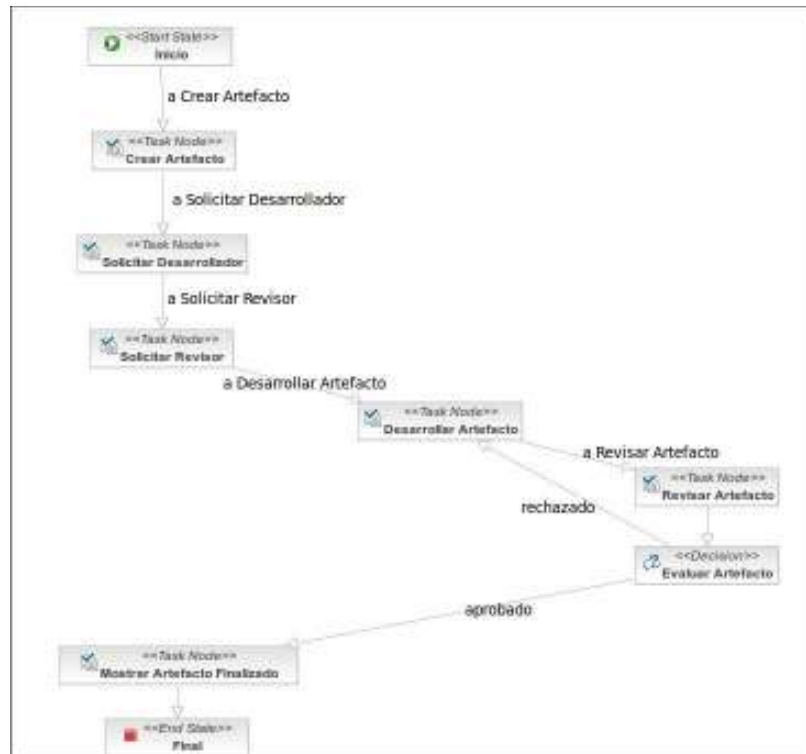 <<Start State>>
Inicio
a Crear Artefacto
<<Task Node>>
Crear Artefacto
a Solicitar Desarrollador
<<Task Node>>
Solicitar Desarrollador
a Solicitar Revisor
<<Task Node>>
Solicitar Revisor
a Desarrollar Artefacto
<<Task Node>>
Desarrollar Artefacto
a Revisar Artefacto
<<Task Node>>
Revisar Artefacto
rechazado
<<Decision>>
Evaluar Artefacto
aprobado
<<Task Node>>
Mostrar Artefacto Finalizado
<<End State>>
Final